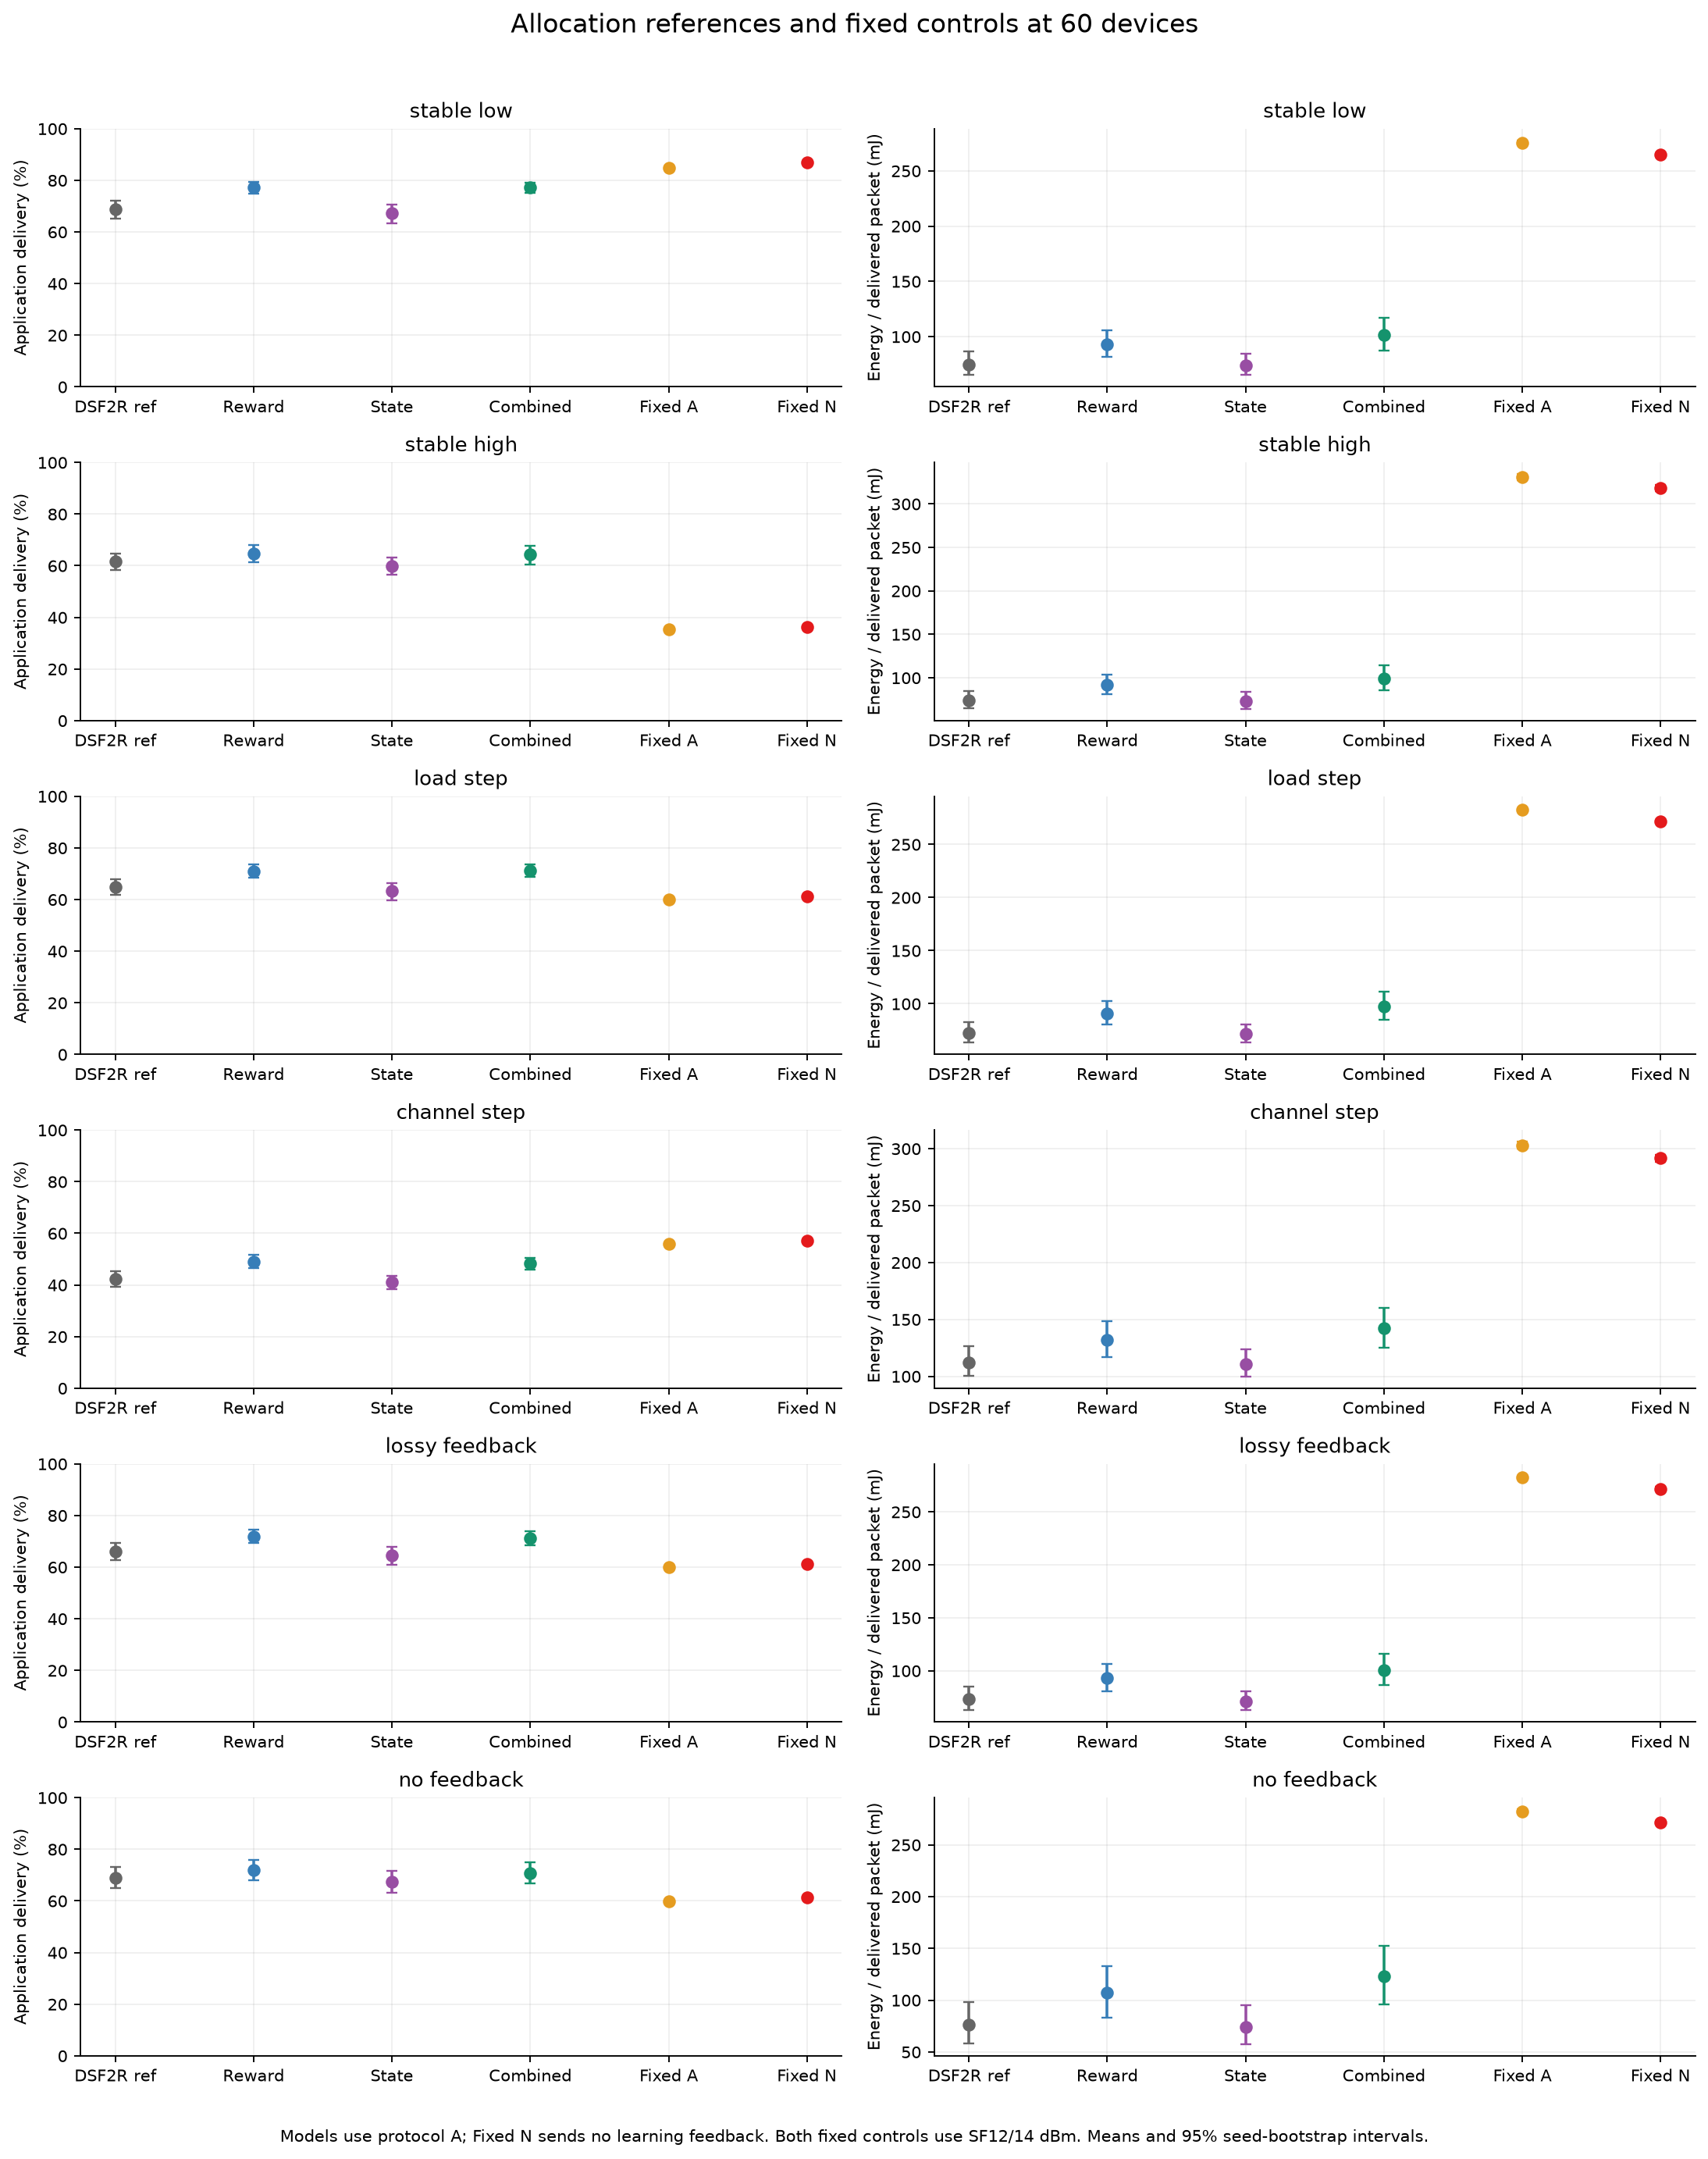 Allocation references and fixed controls at 60 devices
stable low
Application delivery (%)
100
80
60
40
20
0
DSF2R ref Reward State Combined Fixed A Fixed N
stable low
Energy / delivered packet (mJ)
250
200
150
100
DSF2R ref Reward State Combined Fixed A Fixed N
stable high
Application delivery (%)
100
80
60
40
20
0
DSF2R ref Reward State Combined Fixed A Fixed N
stable high
Energy / delivered packet (mJ)
300
250
200
150
100
DSF2R ref Reward State Combined Fixed A Fixed N
load step
Application delivery (%)
100
80
60
40
20
0
DSF2R ref Reward State Combined Fixed A Fixed N
load step
Energy / delivered packet (mJ)
250
200
150
100
DSF2R ref Reward State Combined Fixed A Fixed N
channel step
Application delivery (%)
100
80
60
40
20
0
DSF2R ref Reward State Combined Fixed A Fixed N
channel step
Energy / delivered packet (mJ)
300
250
200
150
100
DSF2R ref Reward State Combined Fixed A Fixed N
lossy feedback
Application delivery (%)
100
80
60
40
20
0
DSF2R ref Reward State Combined Fixed A Fixed N
lossy feedback
Energy / delivered packet (mJ)
250
200
150
100
DSF2R ref Reward State Combined Fixed A Fixed N
no feedback
Application delivery (%)
100
80
60
40
20
0
DSF2R ref Reward State Combined Fixed A Fixed N
no feedback
Energy / delivered packet (mJ)
250
200
150
100
50
DSF2R ref Reward State Combined Fixed A Fixed N
Models use protocol A; Fixed N sends no learning feedback. Both fixed controls use SF12/14 dBm. Means and 95% seed-bootstrap intervals.